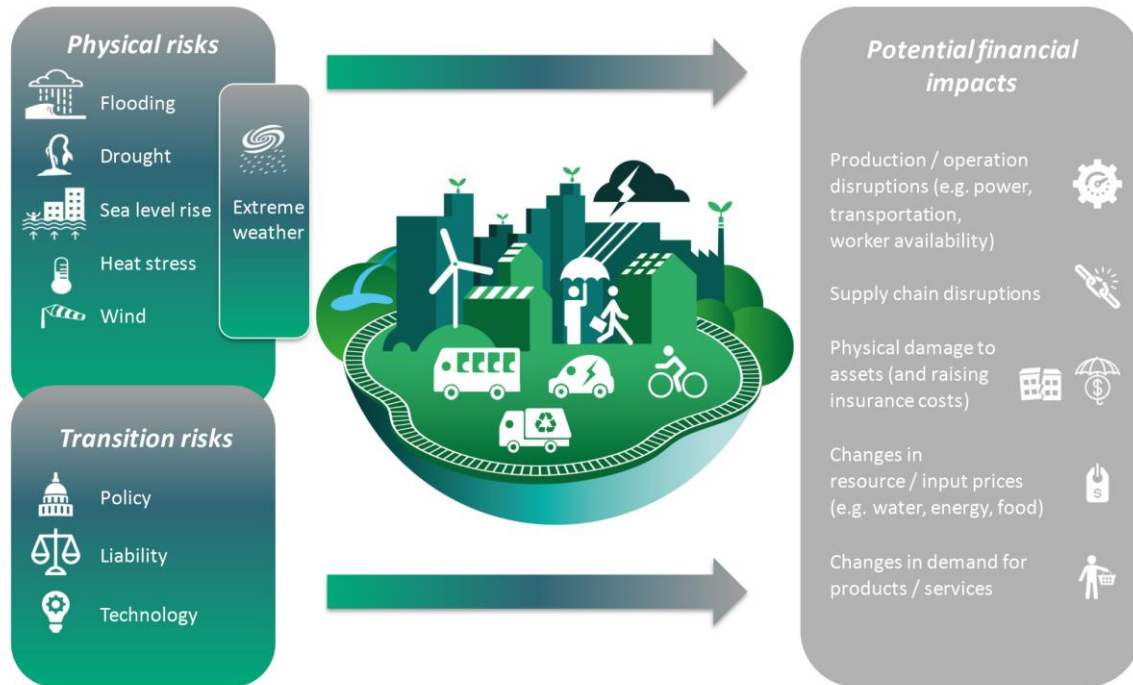 Physical risks
Flooding
Drought
Sea level rise
Heat stress
Wind
Extreme
weather
Transition risks
Policy
Liability
Technology
Potential financial
impacts
Production / operation
disruptions (e.g. power,
transportation,
worker availability)
Supply chain disruptions
Physical damage to
assets (and raising
insurance costs)
$
Changes in
resource / input prices
(e.g. water, energy, food)
$
Changes in demand for
products / services